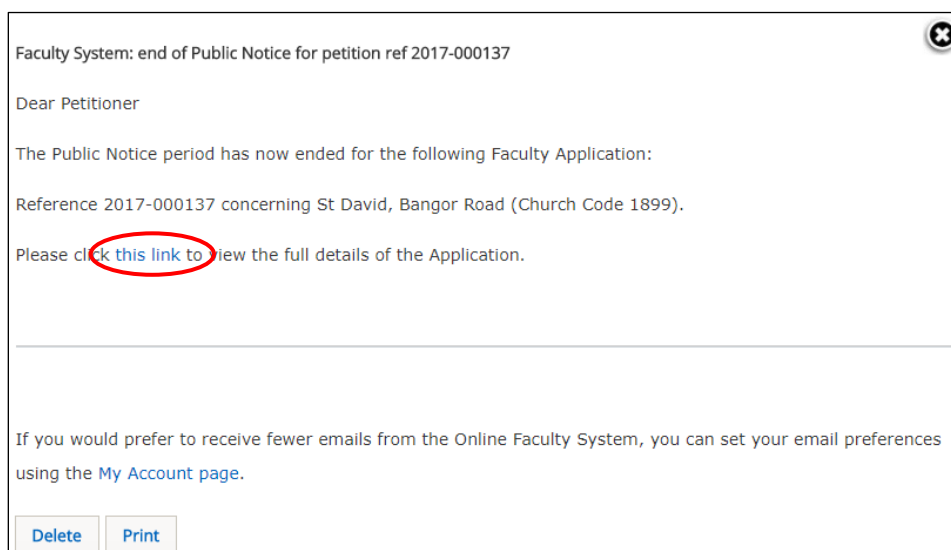 Faculty System: end of Public Notice for petition ref 2017-000137
Dear Petitioner
The Public Notice period has now ended for the following Faculty Application:
Reference 2017-000137 concerning St David, Bangor Road (Church Code 1899).
Please click this link to view the full details of the Application.
If you would prefer to receive fewer emails from the Online Faculty System, you can set your email preferences
using the My Account page.
Delete Print